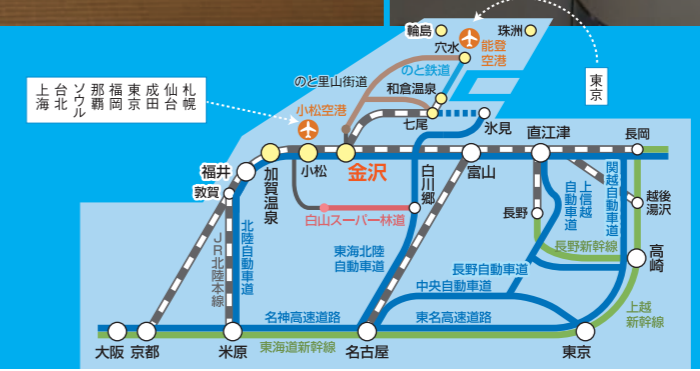 輪島
珠洲
穴水
能登
空港
のと鉄道
のと里山街道
和倉温泉
東京
札幌
仙台
成田
東京
福岡
那覇
ソウル
台北
上海
小松空港
七尾
氷見
直江津
長岡
福井
加賀温泉
小松
金沢
白川郷
富山
敦賀
上信越
自動車道
関越自動車道
越後
湯沢
長野
白山スーパー林道
北陸自動車道
JR北陸本線
東海北陸
自動車道
長野新幹線
高崎
長野自動車道
中央自動車道
上越
新幹線
名神高速道路
東名高速道路
大阪
京都
米原
東海道新幹線
名古屋
東京